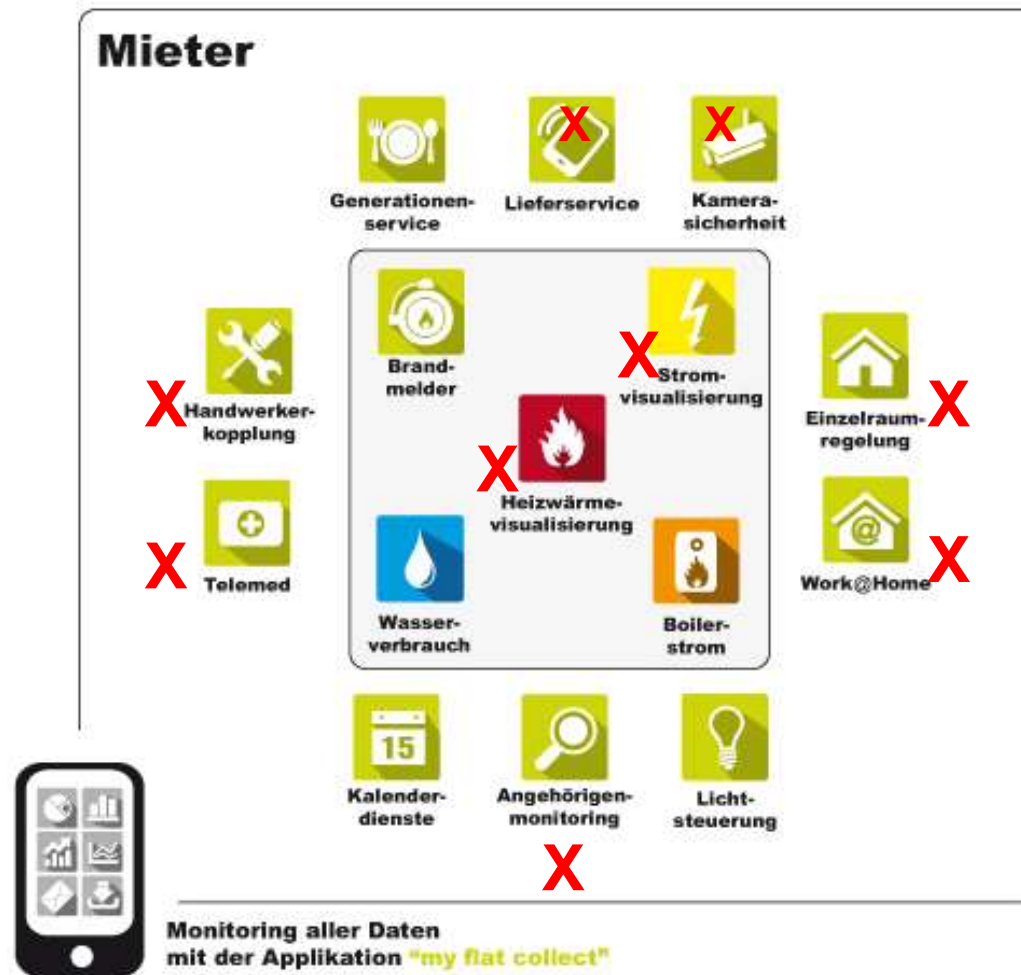 Mieter
X
X
Generationen-
service
Lieferservice
Kamera-
sicherheit
Brand-
melder
X
Strom-
visualisierung
X
Handwerker-
kopplung
Einzelraum-
regelung
X
X
Heizwärme-
visualisierung
X
Telemed
@
Work@Home
X
Wasser-
verbrauch
Boiler-
strom
15
Kalender-
dienste
Angehörigen-
monitoring
Licht-
steuerung
X
Monitoring aller Daten
mit der Applikation “my flat collect”